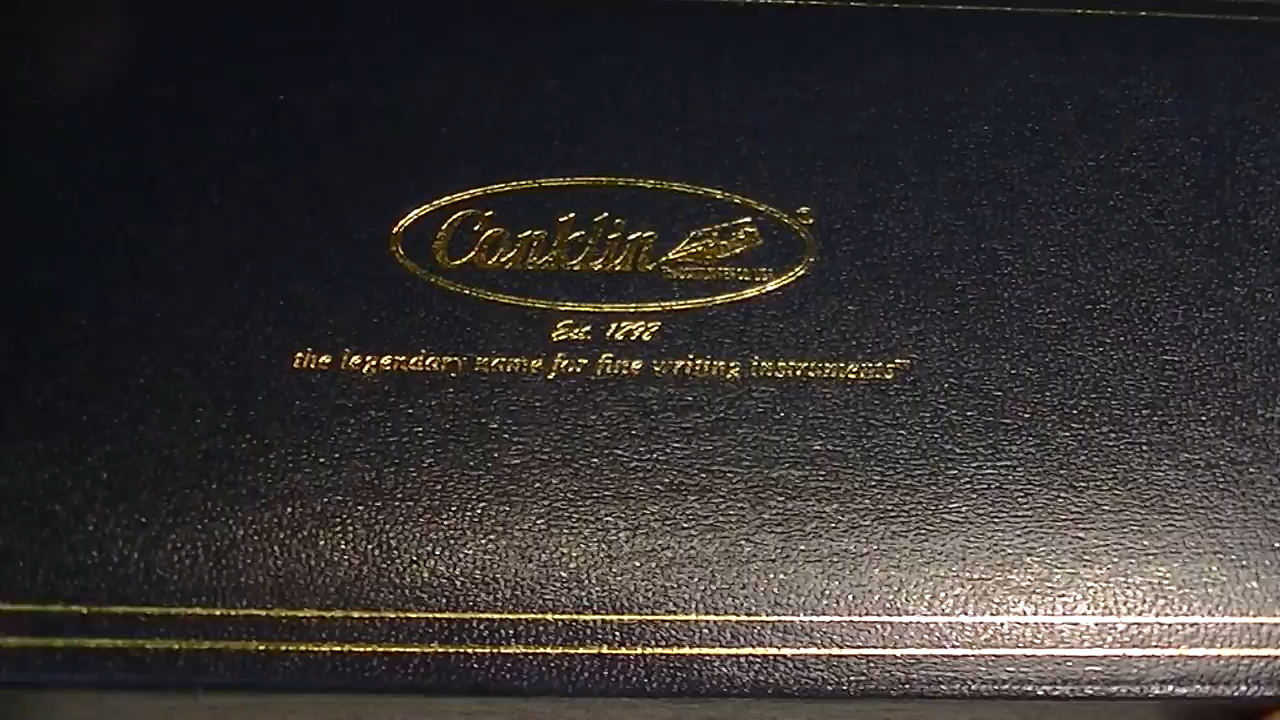 Conklin®
Est. 1898
the legendary name for fine writing instruments™